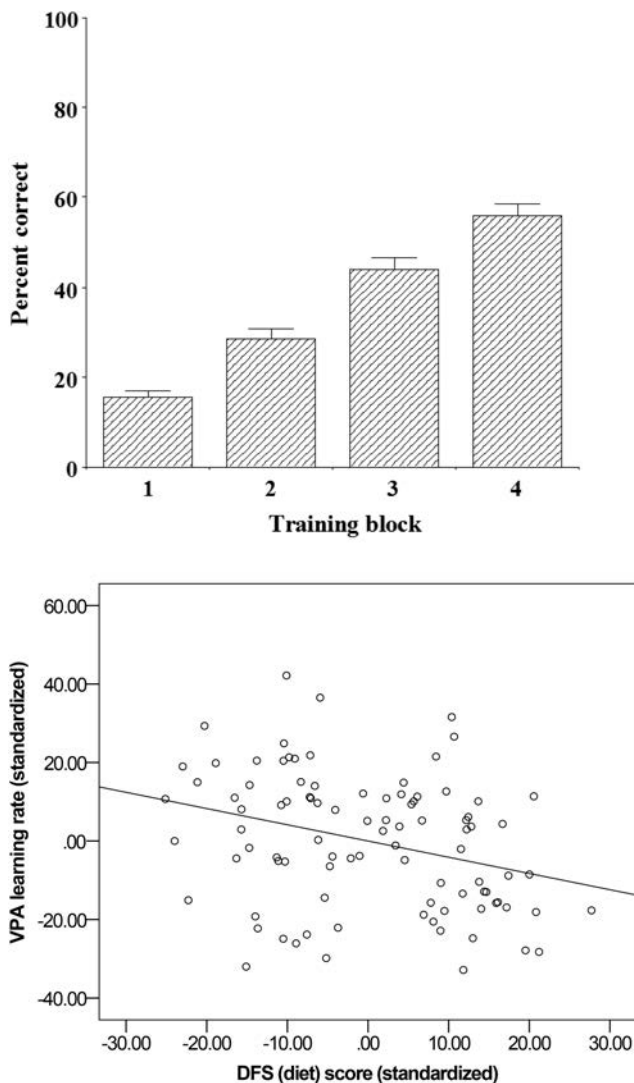 100
80
60
40
20
0
Percent correct
1 2 3 4
Training block
60.00
40.00
20.00
.00
-20.00
-40.00
VPA learning rate (standardized)
-30.00 -20.00 -10.00 .00 10.00 20.00 30.00
DFS (diet) score (standardized)